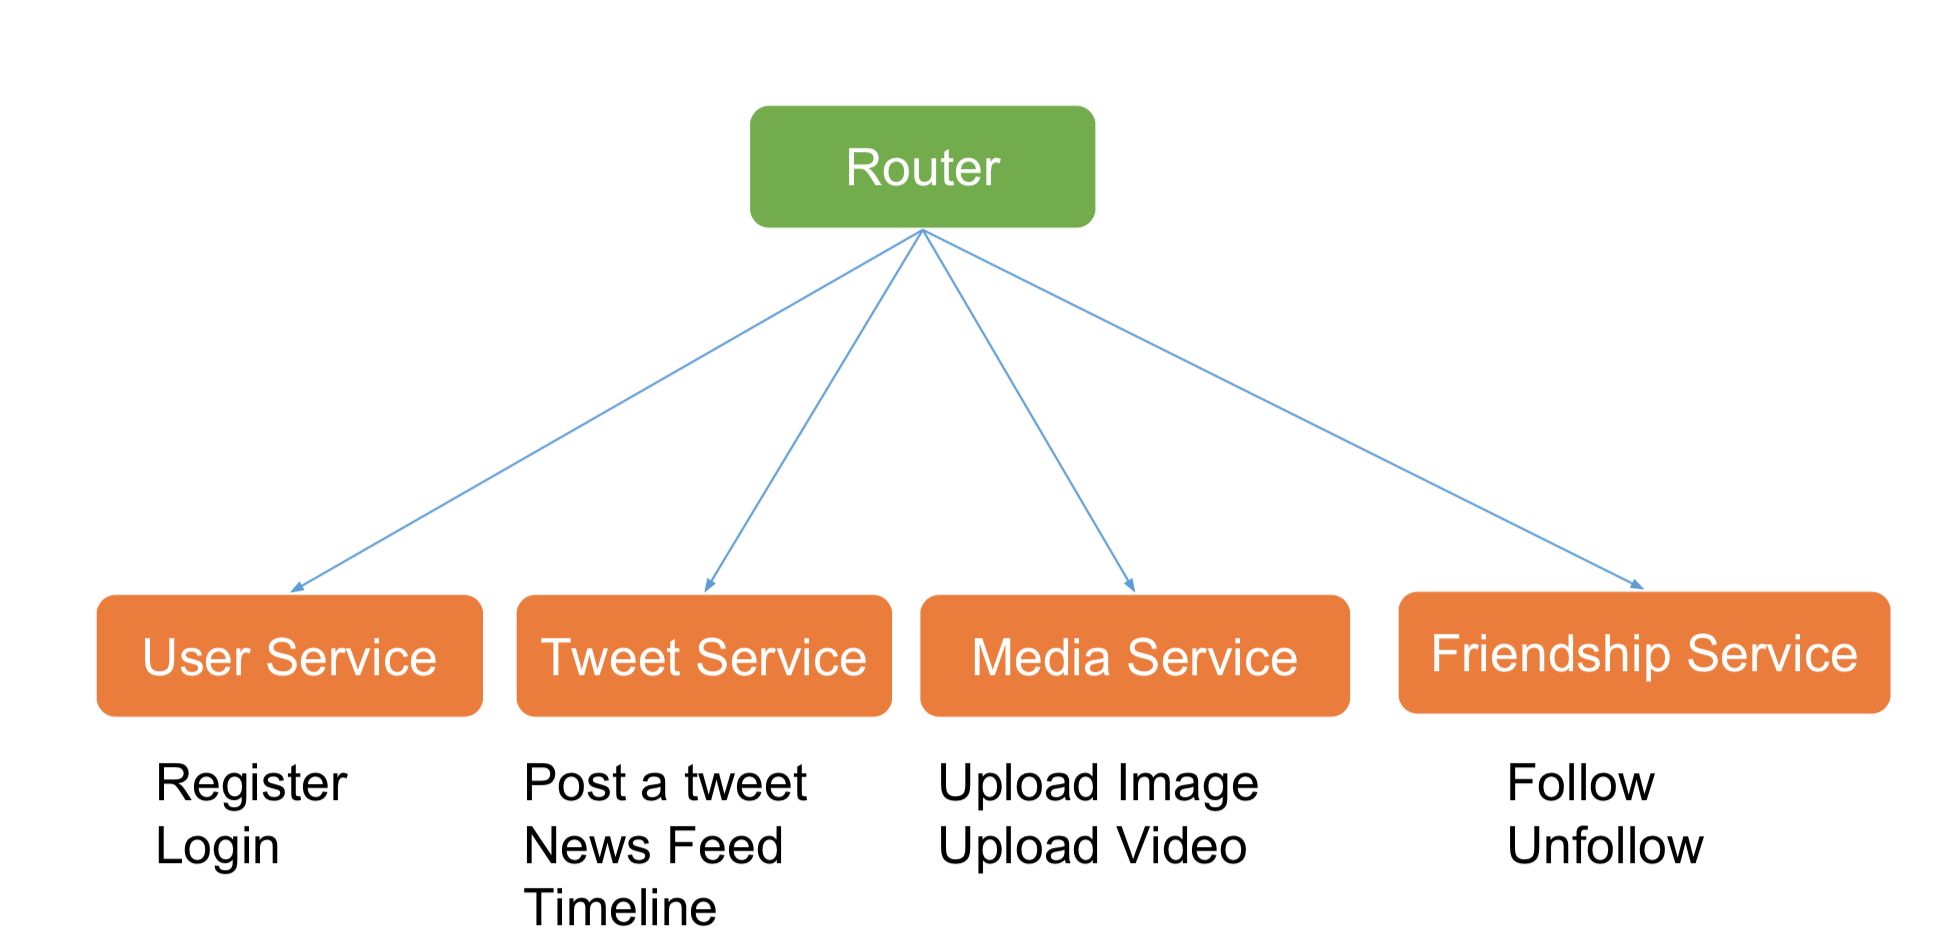 Router
User Service
Tweet Service
Media Service
Friendship Service
Register
Login
Post a tweet
News Feed
Timeline
Upload Image
Upload Video
Follow
Unfollow